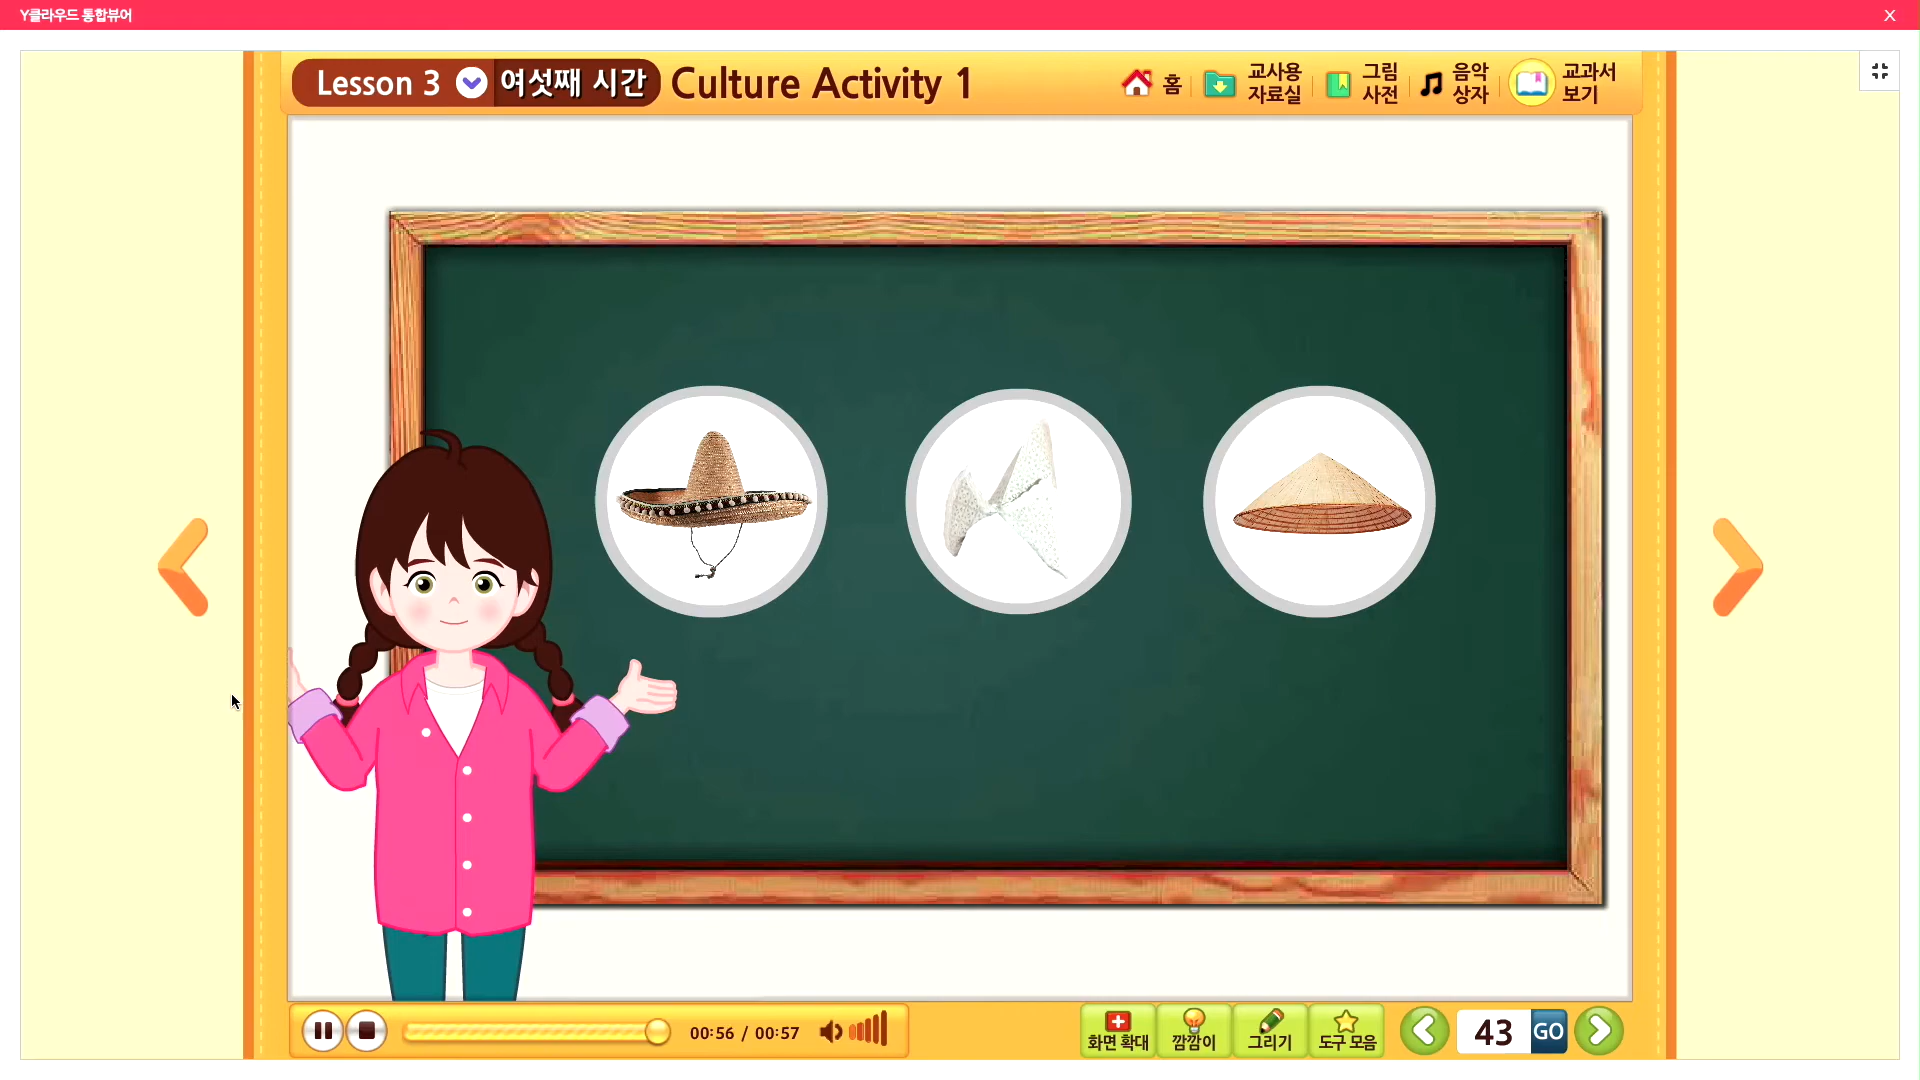 Y클라우드 통합뷰어
X
Lesson 3 여섯째 시간 Culture Activity 1
홈
교사용
자료실
그림
사전
음악
상자
교과서
보기
00:56 / 00:57
화면 확대
깜깜이
그리기
도구 모음
43
GO